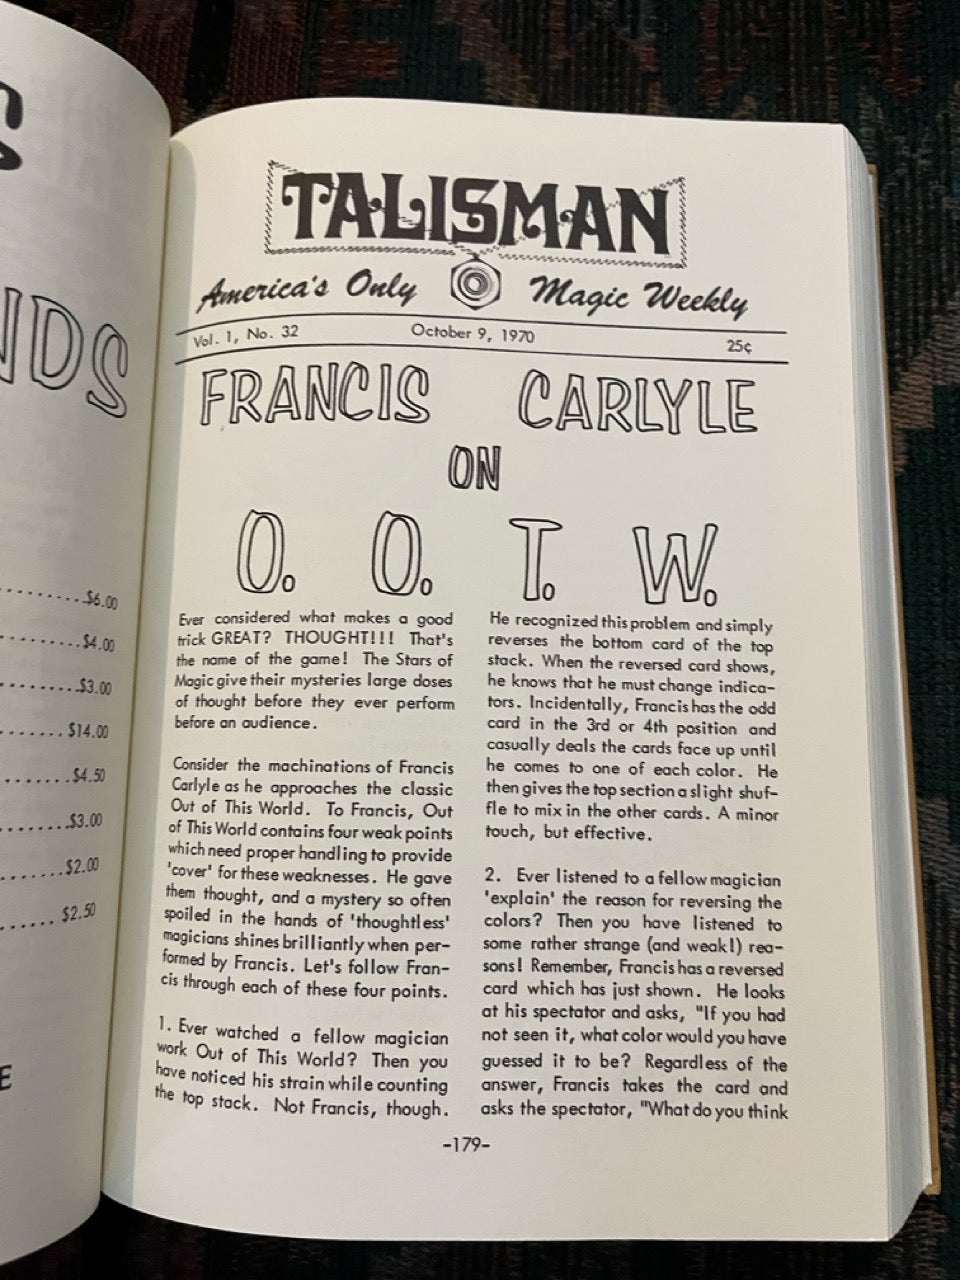 S
NDS
........$6.00
........$4.00
........$3.00
........$14.00
........$4.50
........$3.00
........$2.00
...... $2.50
E
TALISMAN
America's Only Magic Weekly
Vol. 1, No. 32 October 9, 1970 25¢
FRANCIS CARLYLE
ON
O. O. T. W.
Ever considered what makes a good
trick GREAT? THOUGHT!!! That's
the name of the game! The Stars of
Magic give their mysteries large doses
of thought before they ever perform
before an audience.
Consider the machinations of Francis
Carlyle as he approaches the classic
Out of This World. To Francis, Out
of This World contains four weak points
which need proper handling to provide
'cover' for these weaknesses. He gave
them thought, and a mystery so often
spoiled in the hands of 'thoughtless'
magicians shines brilliantly when per-
formed by Francis. Let's follow Fran-
cis through each of these four points.
1. Ever watched a fellow magician
work Out of This World? Then you
have noticed his strain while counting
the top stack. Not Francis, though.
He recognized this problem and simply
reverses the bottom card of the top
stack. When the reversed card shows,
he knows that he must change indica-
tors. Incidentally, Francis has the odd
card in the 3rd or 4th position and
casually deals the cards face up until
he comes to one of each color. He
then gives the top section a slight shuf-
fle to mix in the other cards. A minor
touch, but effective.
2. Ever listened to a fellow magician
'explain' the reason for reversing the
colors? Then you have listened to
some rather strange (and weak!) rea-
sons! Remember, Francis has a reversed
card which has just shown. He looks
at his spectator and asks, "If you had
not seen it, what color would you have
guessed it to be? Regardless of the
answer, Francis takes the card and
asks the spectator, "What do you think
-179-